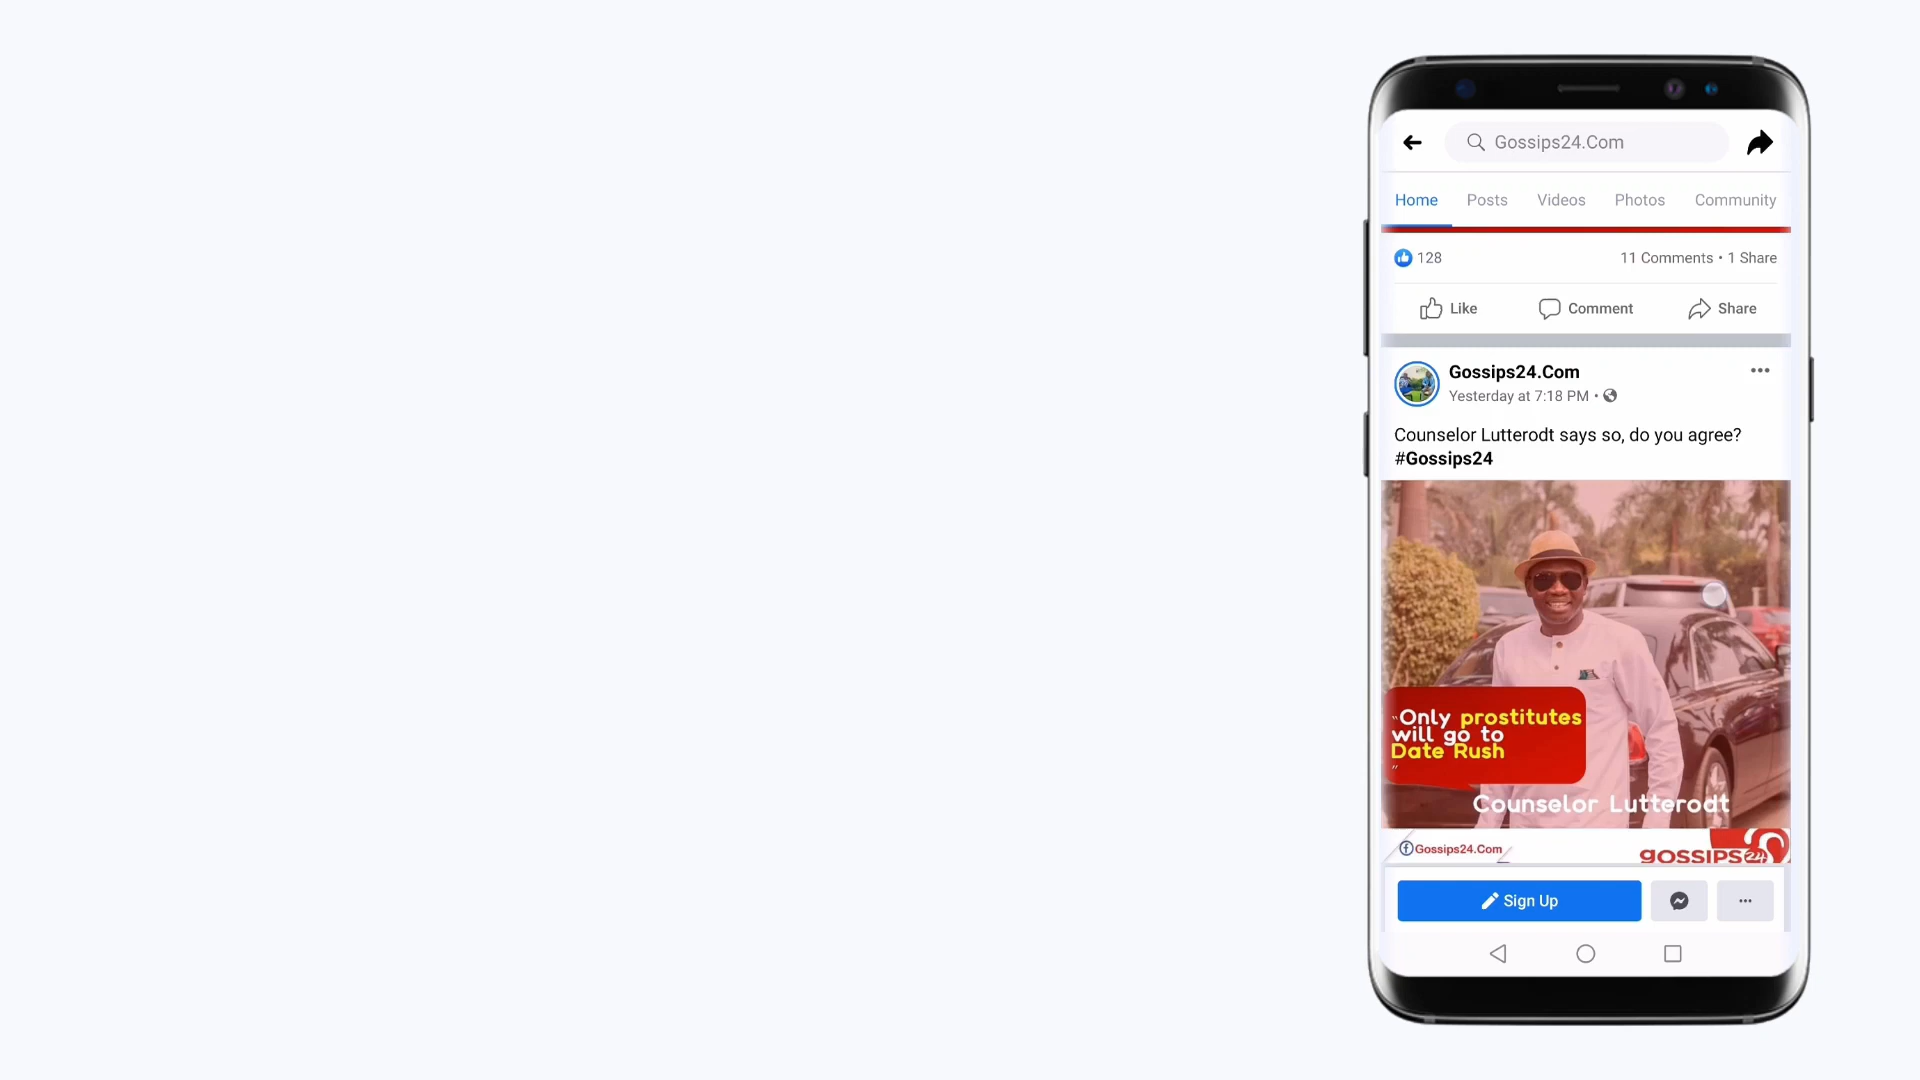 Gossips24.Com
Home Posts Videos Photos Community
128 11 Comments • 1 Share
Like Comment Share
Gossips24.Com
Yesterday at 7:18 PM •
Counselor Lutterodt says so, do you agree?
#Gossips24
"Only prostitutes
will go to
Date Rush
"
Counselor Lutterodt
Gossips24.Com
gossips24
Sign Up